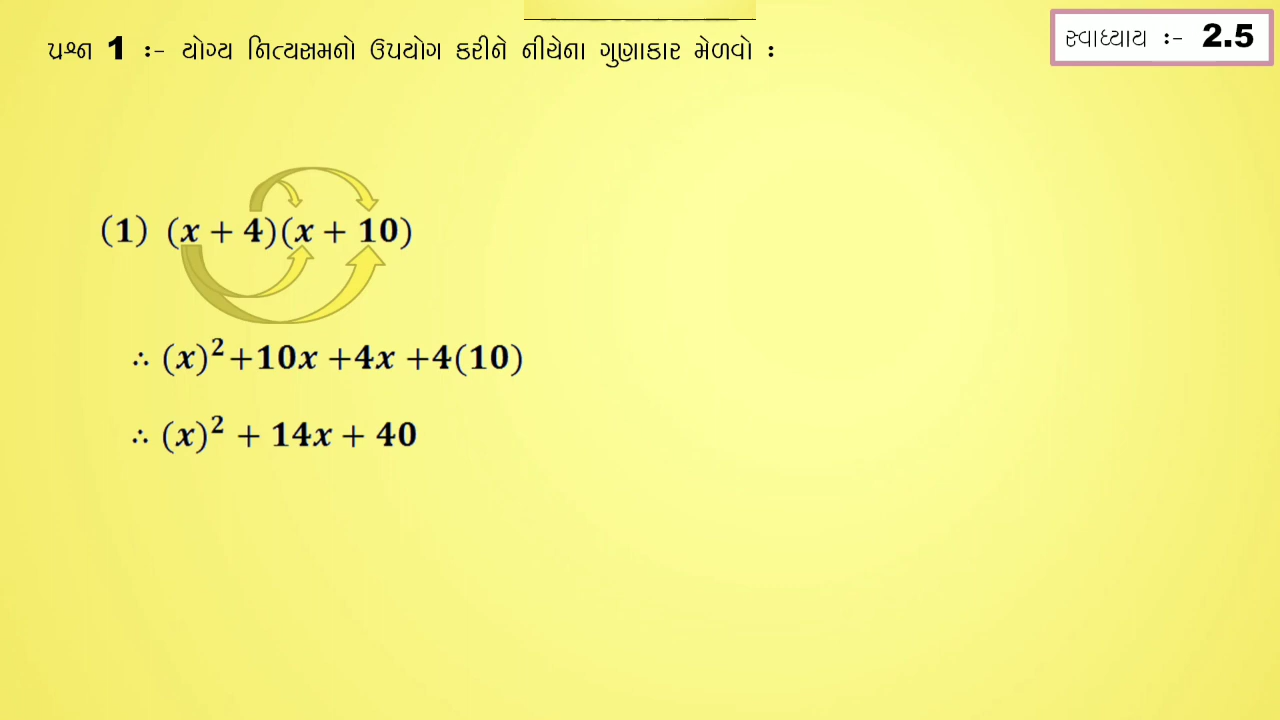 પ્રશ્ન 1 :- યોગ્ય નિત્યસમનો ઉપયોગ કરીને નીચેના ગુણાકાર મેળવો :
સ્વાધ્યાય :- 2.5
(1) (x + 4)(x + 10)
∴ (x)²+10x +4x +4(10)
∴ (x)² + 14x + 40